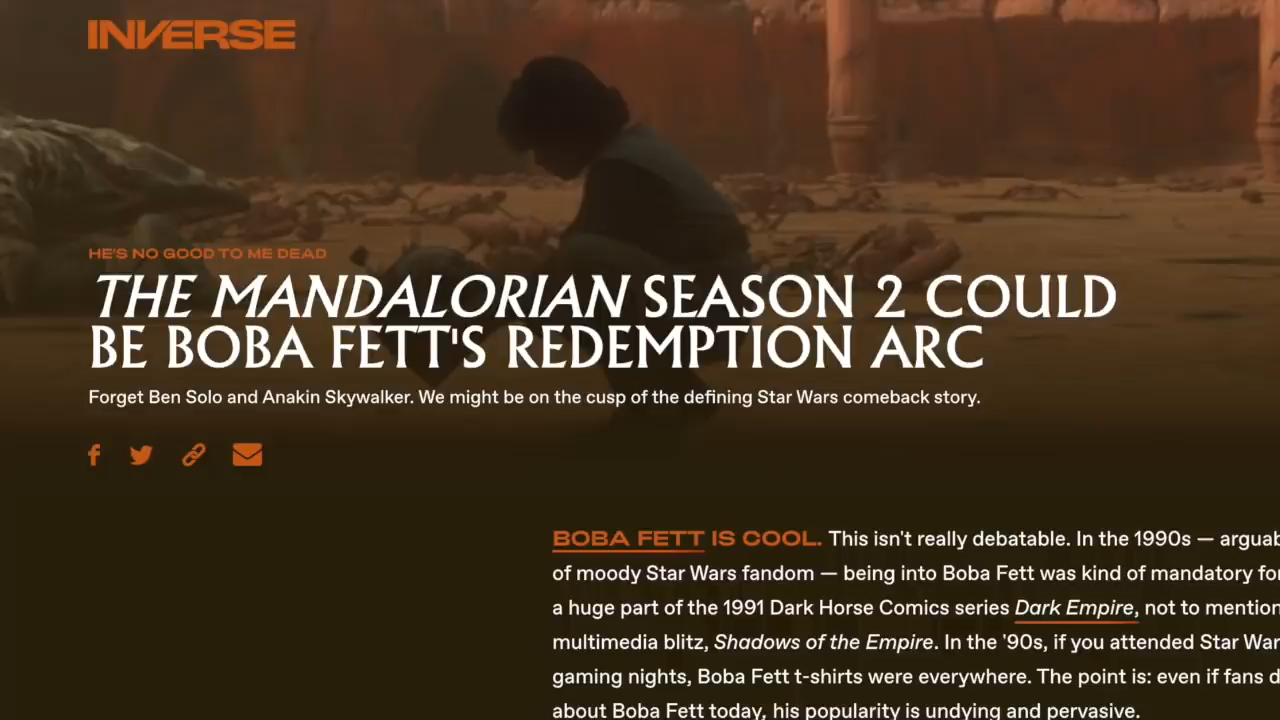 INVERSE
HE'S NO GOOD TO ME DEAD
THE MANDALORIAN SEASON 2 COULD
BE BOBA FETT'S REDEMPTION ARC
Forget Ben Solo and Anakin Skywalker. We might be on the cusp of the defining Star Wars comeback story.
BOBA FETT IS COOL. This isn't really debatable. In the 1990s — arguab
of moody Star Wars fandom — being into Boba Fett was kind of mandatory for
a huge part of the 1991 Dark Horse Comics series Dark Empire, not to mention
multimedia blitz, Shadows of the Empire. In the '90s, if you attended Star War
gaming nights, Boba Fett t-shirts were everywhere. The point is: even if fans d
about Boba Fett today, his popularity is undying and pervasive.